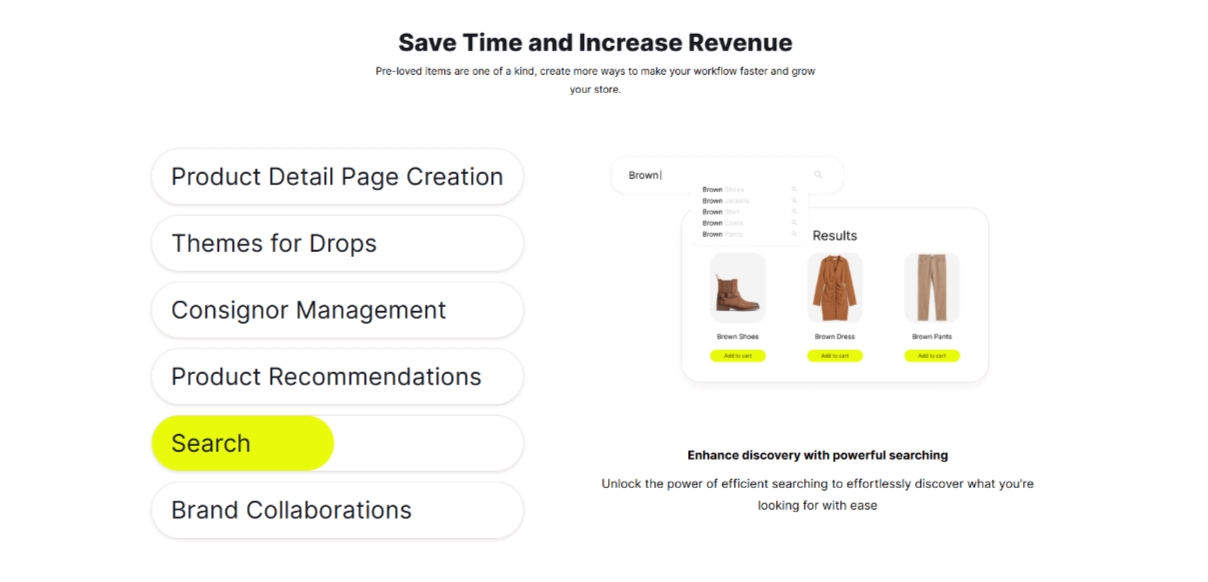 Save Time and Increase Revenue
Pre-loved items are one of a kind, create more ways to make your workflow faster and grow
your store.
Product Detail Page Creation
Themes for Drops
Consignor Management
Product Recommendations
Search
Brand Collaborations
Brown
Brown Shoes
Brown Jackets
Brown Shirt
Brown Coats
Brown Pants
Results
Brown Shoes
Brown Dress
Brown Pants
Add to cart
Add to cart
Add to cart
Enhance discovery with powerful searching
Unlock the power of efficient searching to effortlessly discover what you're
looking for with ease